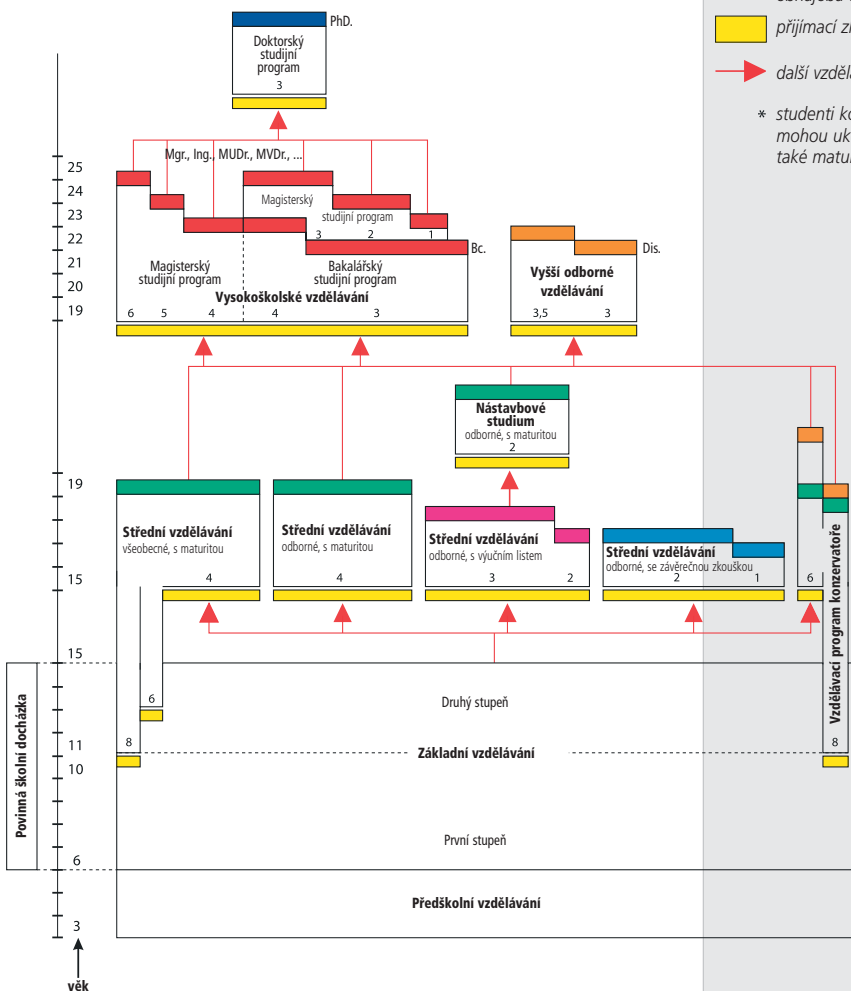 PhD.
Doktorský
studijní
program
3
přijímací
další
* studenti
mohou
také
Mgr., Ing., MUDr., MVDr., ...
25
24
23
22
21
20
19
Magisterský
studijní program
3
2
1
Bc.
Magisterský
studijní program
Bakalářský
studijní program
Vysokoškolské vzdělávání
6
5
4
4
3
Dis.
Vyšší odborné
vzdělávání
3,5
3
Nástavbové
studium
odborné, s maturitou
2
19
15
Střední vzdělávání
všeobecné, s maturitou
4
Střední vzdělávání
odborné, s maturitou
4
Střední vzdělávání
odborné, s výučním listem
3
2
Střední vzdělávání
odborné, se závěrečnou zkouškou
2
1
6
Vzdělávací program konzervatoře
8
15
11
10
6
3
6
8
Povinná školní docházka
Druhý stupeň
Základní vzdělávání
První stupeň
Předškolní vzdělávání
věk